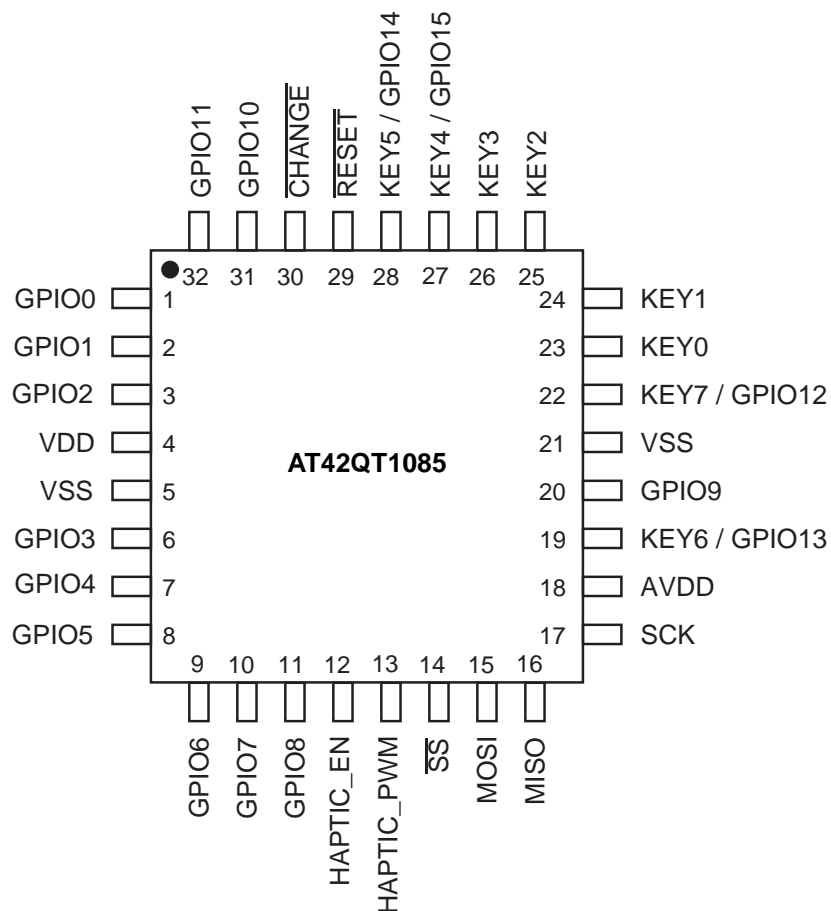 GPIO11
GPIO10
CHANGE
RESET
KEY5 / GPIO14
KEY4 / GPIO15
KEY3
KEY2
32 31 30 29 28 27 26 25
GPIO0 1
GPIO1 2
GPIO2 3
VDD 4
VSS 5
GPIO3 6
GPIO4 7
GPIO5 8
AT42QT1085
24 KEY1
23 KEY0
22 KEY7 / GPIO12
21 VSS
20 GPIO9
19 KEY6 / GPIO13
18 AVDD
17 SCK
9 10 11 12 13 14 15 16
GPIO6
GPIO7
GPIO8
HAPTIC_EN
HAPTIC_PWM
SS
MOSI
MISO